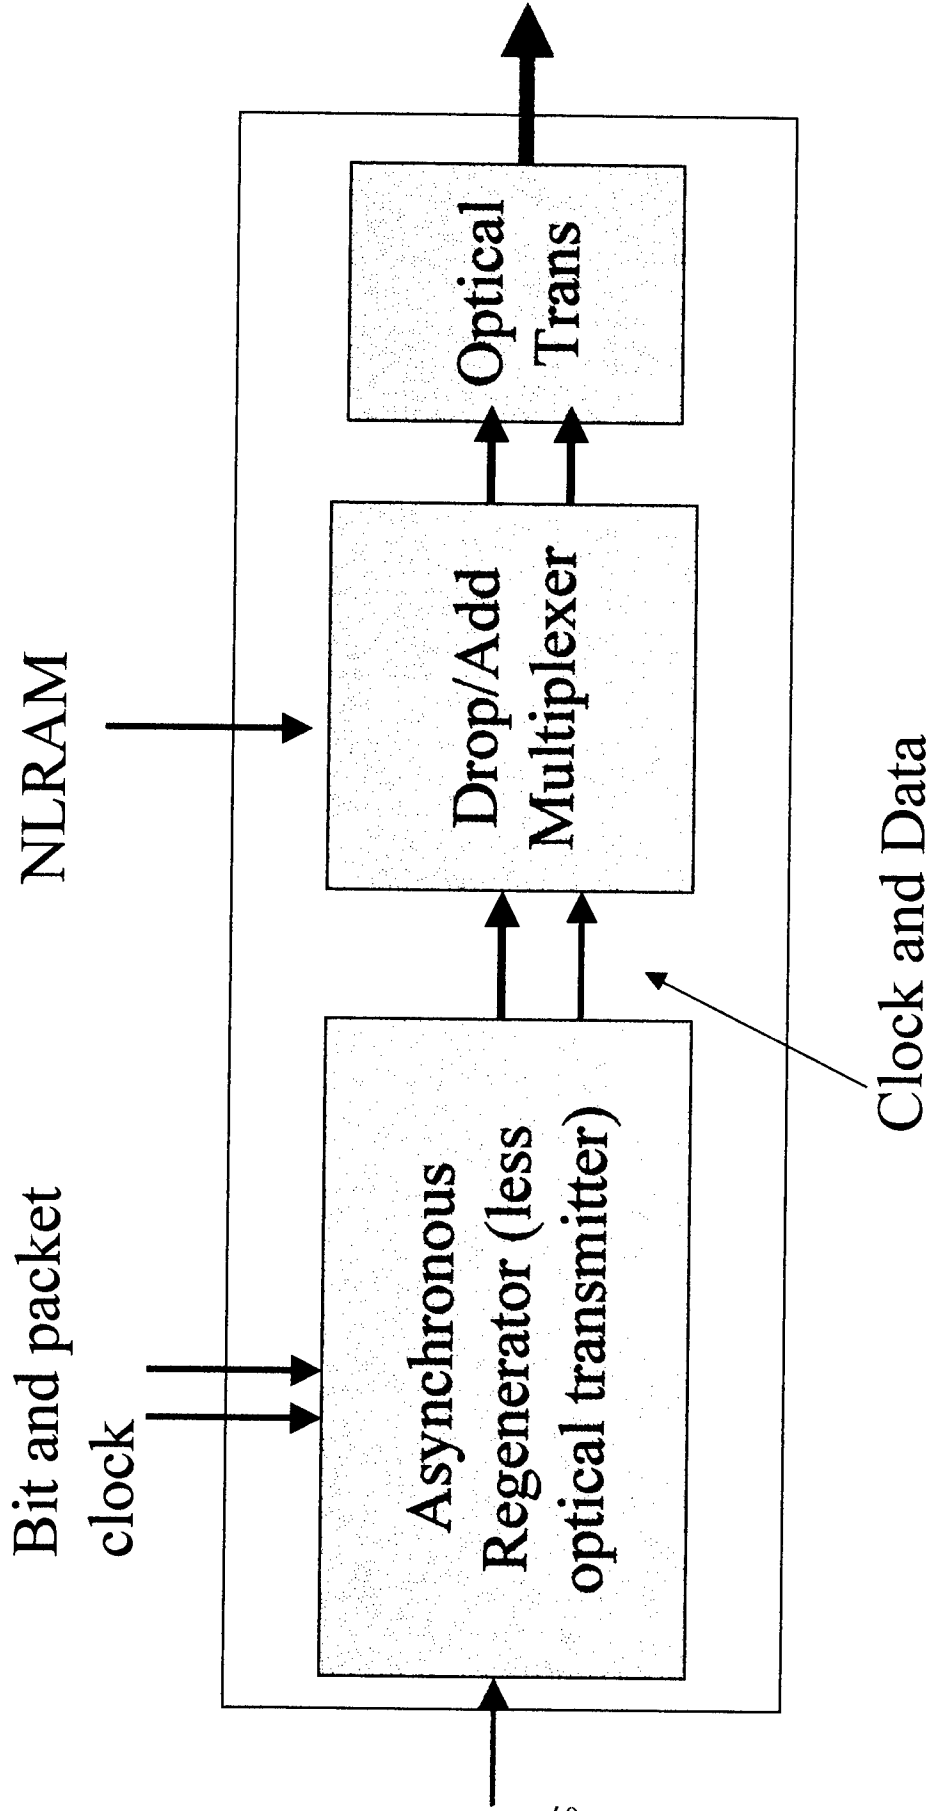 Bit and packet
clock
NLRAM
Asynchronous
Regenerator (less
optical transmitter)
Drop/Add
Multiplexer
Optical
Trans
Clock and Data